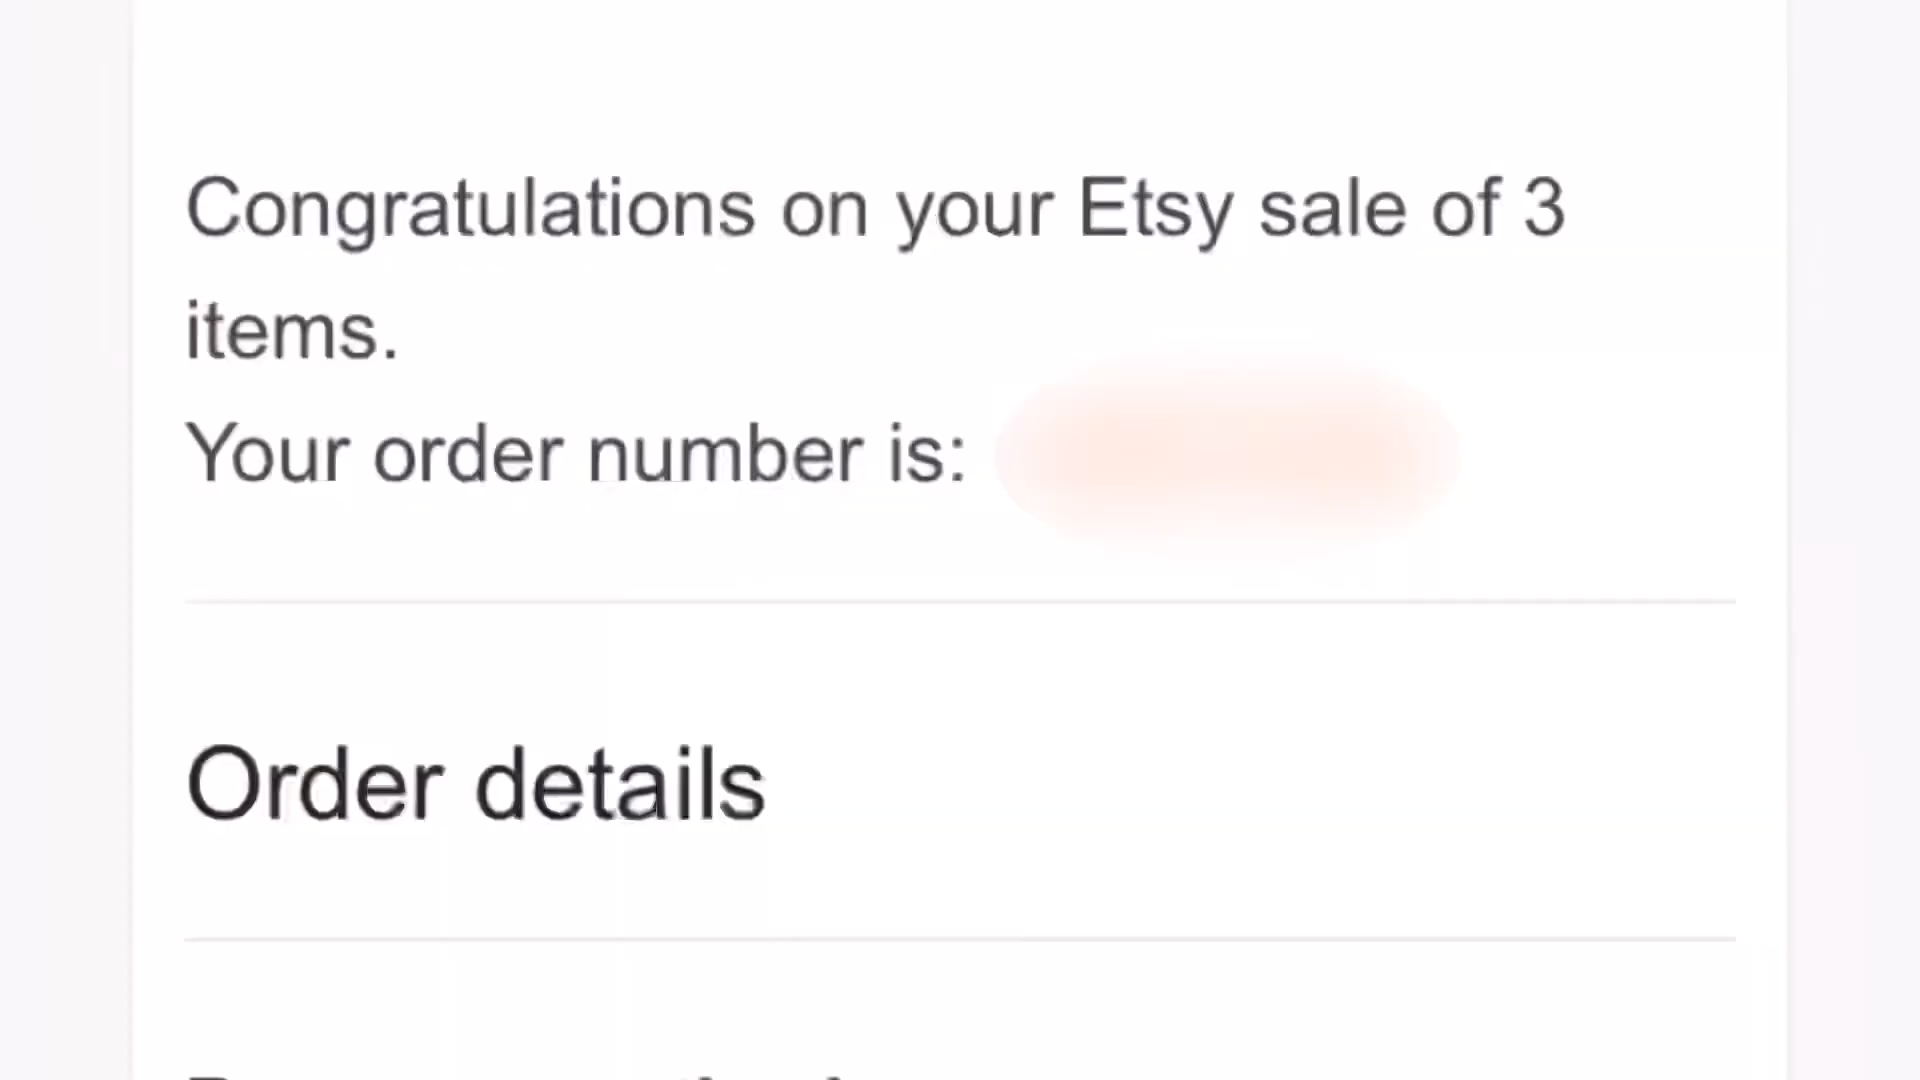 Congratulations on your Etsy sale of 3
items.
Your order number is:
Order details